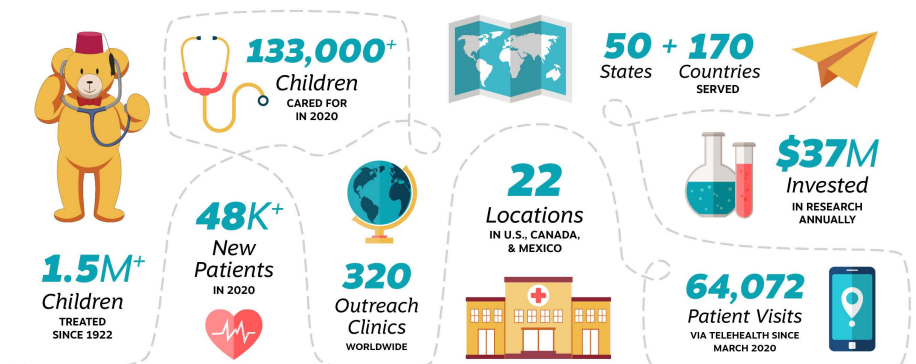 133,000+
Children
CARED FOR
IN 2020
50 + 170
States Countries
SERVED
$37M
Invested
IN RESEARCH
ANNUALLY
22
Locations
IN U.S., CANADA,
& MEXICO
48K+
New
Patients
IN 2020
1.5M+
Children
TREATED
SINCE 1922
320
Outreach
Clinics
WORLDWIDE
64,072
Patient Visits
VIA TELEHEALTH SINCE
MARCH 2020